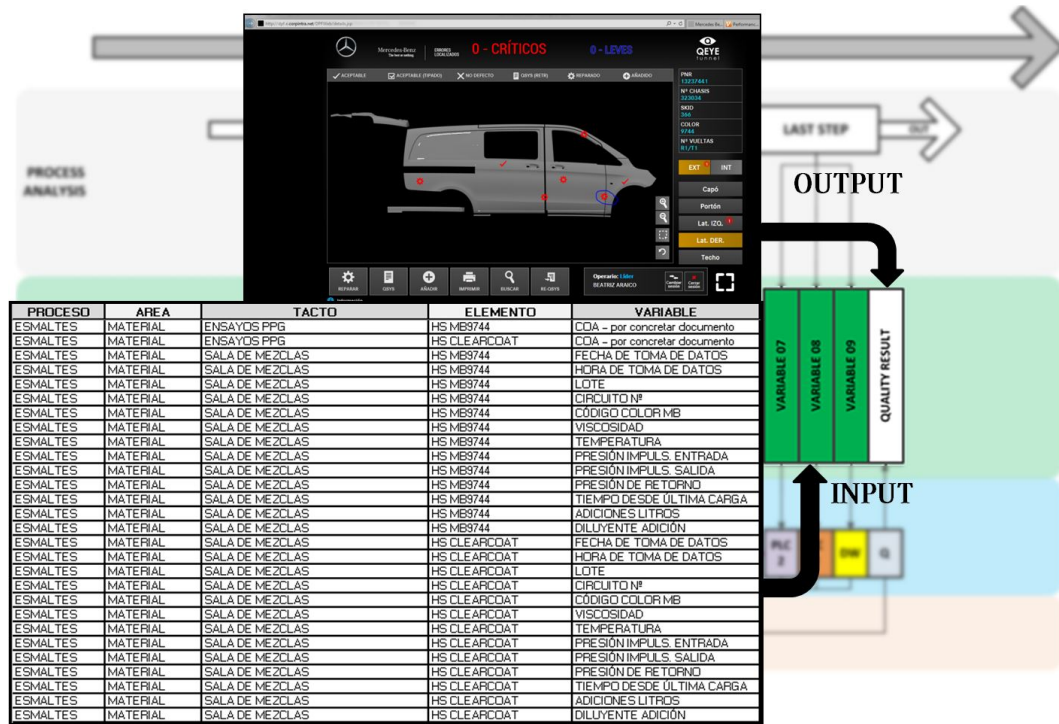 Mercedes-Benz
ERRORES LOCALIZADOS
0 - CRÍTICOS
0 - LEVES
QEYE
tunnel
ACEPTABLE
ACEPTABLE (TIPADO)
NO DEFECTO
QSYS (RETR)
REPARADO
AÑADIDO
PNR
13237441
Nº CHASIS
323034
SKID
366
COLOR
9744
Nº VUELTAS
R1/T1
EXT INT
Capó
Portón
Lat. IZQ.
Lat. DER.
Techo
REPARAR
QSYS
AÑADIR
IMPRIMIR
BUSCAR
RE-QSYS
Operario: Líder
BEATRIZ ARAICO
Cambiar sesión
Cerrar sesión
PROCESS
ANALYSIS
LAST STEP
OUT
OUTPUT
VARIABLE 07
VARIABLE 08
VARIABLE 09
QUALITY RESULT
INPUT
PLC
2
DW
Q
PROCESO AREA TACTO ELEMENTO VARIABLE
ESMALTES MATERIAL ENSAYOS PPG HS MB9744 COA - por concretar documento
ESMALTES MATERIAL ENSAYOS PPG HS CLEARCOAT COA - por concretar documento
ESMALTES MATERIAL SALA DE MEZCLAS HS MB9744 FECHA DE TOMA DE DATOS
ESMALTES MATERIAL SALA DE MEZCLAS HS MB9744 HORA DE TOMA DE DATOS
ESMALTES MATERIAL SALA DE MEZCLAS HS MB9744 LOTE
ESMALTES MATERIAL SALA DE MEZCLAS HS MB9744 CIRCUITO Nº
ESMALTES MATERIAL SALA DE MEZCLAS HS MB9744 CÓDIGO COLOR MB
ESMALTES MATERIAL SALA DE MEZCLAS HS MB9744 VISCOSIDAD
ESMALTES MATERIAL SALA DE MEZCLAS HS MB9744 TEMPERATURA
ESMALTES MATERIAL SALA DE MEZCLAS HS MB9744 PRESIÓN IMPULS. ENTRADA
ESMALTES MATERIAL SALA DE MEZCLAS HS MB9744 PRESIÓN IMPULS. SALIDA
ESMALTES MATERIAL SALA DE MEZCLAS HS MB9744 PRESIÓN DE RETORNO
ESMALTES MATERIAL SALA DE MEZCLAS HS MB9744 TIEMPO DESDE ÚLTIMA CARGA
ESMALTES MATERIAL SALA DE MEZCLAS HS MB9744 ADICIONES LITROS
ESMALTES MATERIAL SALA DE MEZCLAS HS MB9744 DILUYENTE ADICIÓN
ESMALTES MATERIAL SALA DE MEZCLAS HS CLEARCOAT FECHA DE TOMA DE DATOS
ESMALTES MATERIAL SALA DE MEZCLAS HS CLEARCOAT HORA DE TOMA DE DATOS
ESMALTES MATERIAL SALA DE MEZCLAS HS CLEARCOAT LOTE
ESMALTES MATERIAL SALA DE MEZCLAS HS CLEARCOAT CIRCUITO Nº
ESMALTES MATERIAL SALA DE MEZCLAS HS CLEARCOAT CÓDIGO COLOR MB
ESMALTES MATERIAL SALA DE MEZCLAS HS CLEARCOAT VISCOSIDAD
ESMALTES MATERIAL SALA DE MEZCLAS HS CLEARCOAT TEMPERATURA
ESMALTES MATERIAL SALA DE MEZCLAS HS CLEARCOAT PRESIÓN IMPULS. ENTRADA
ESMALTES MATERIAL SALA DE MEZCLAS HS CLEARCOAT PRESIÓN IMPULS. SALIDA
ESMALTES MATERIAL SALA DE MEZCLAS HS CLEARCOAT PRESIÓN DE RETORNO
ESMALTES MATERIAL SALA DE MEZCLAS HS CLEARCOAT TIEMPO DESDE ÚLTIMA CARGA
ESMALTES MATERIAL SALA DE MEZCLAS HS CLEARCOAT ADICIONES LITROS
ESMALTES MATERIAL SALA DE MEZCLAS HS CLEARCOAT DILUYENTE ADICIÓN